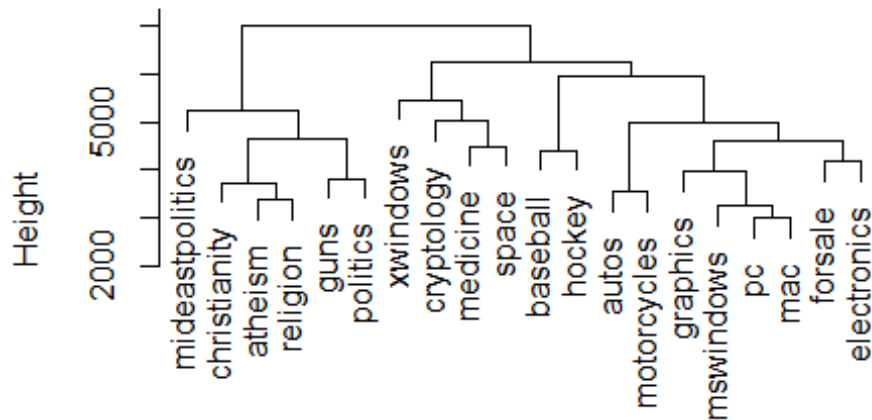 Height
5000
2000
mideastpolitics
christianity
atheism
religion
guns
politics
xwindows
cryptology
medicine
space
baseball
hockey
autos
motorcycles
graphics
mswindows
pc
mac
forsale
electronics